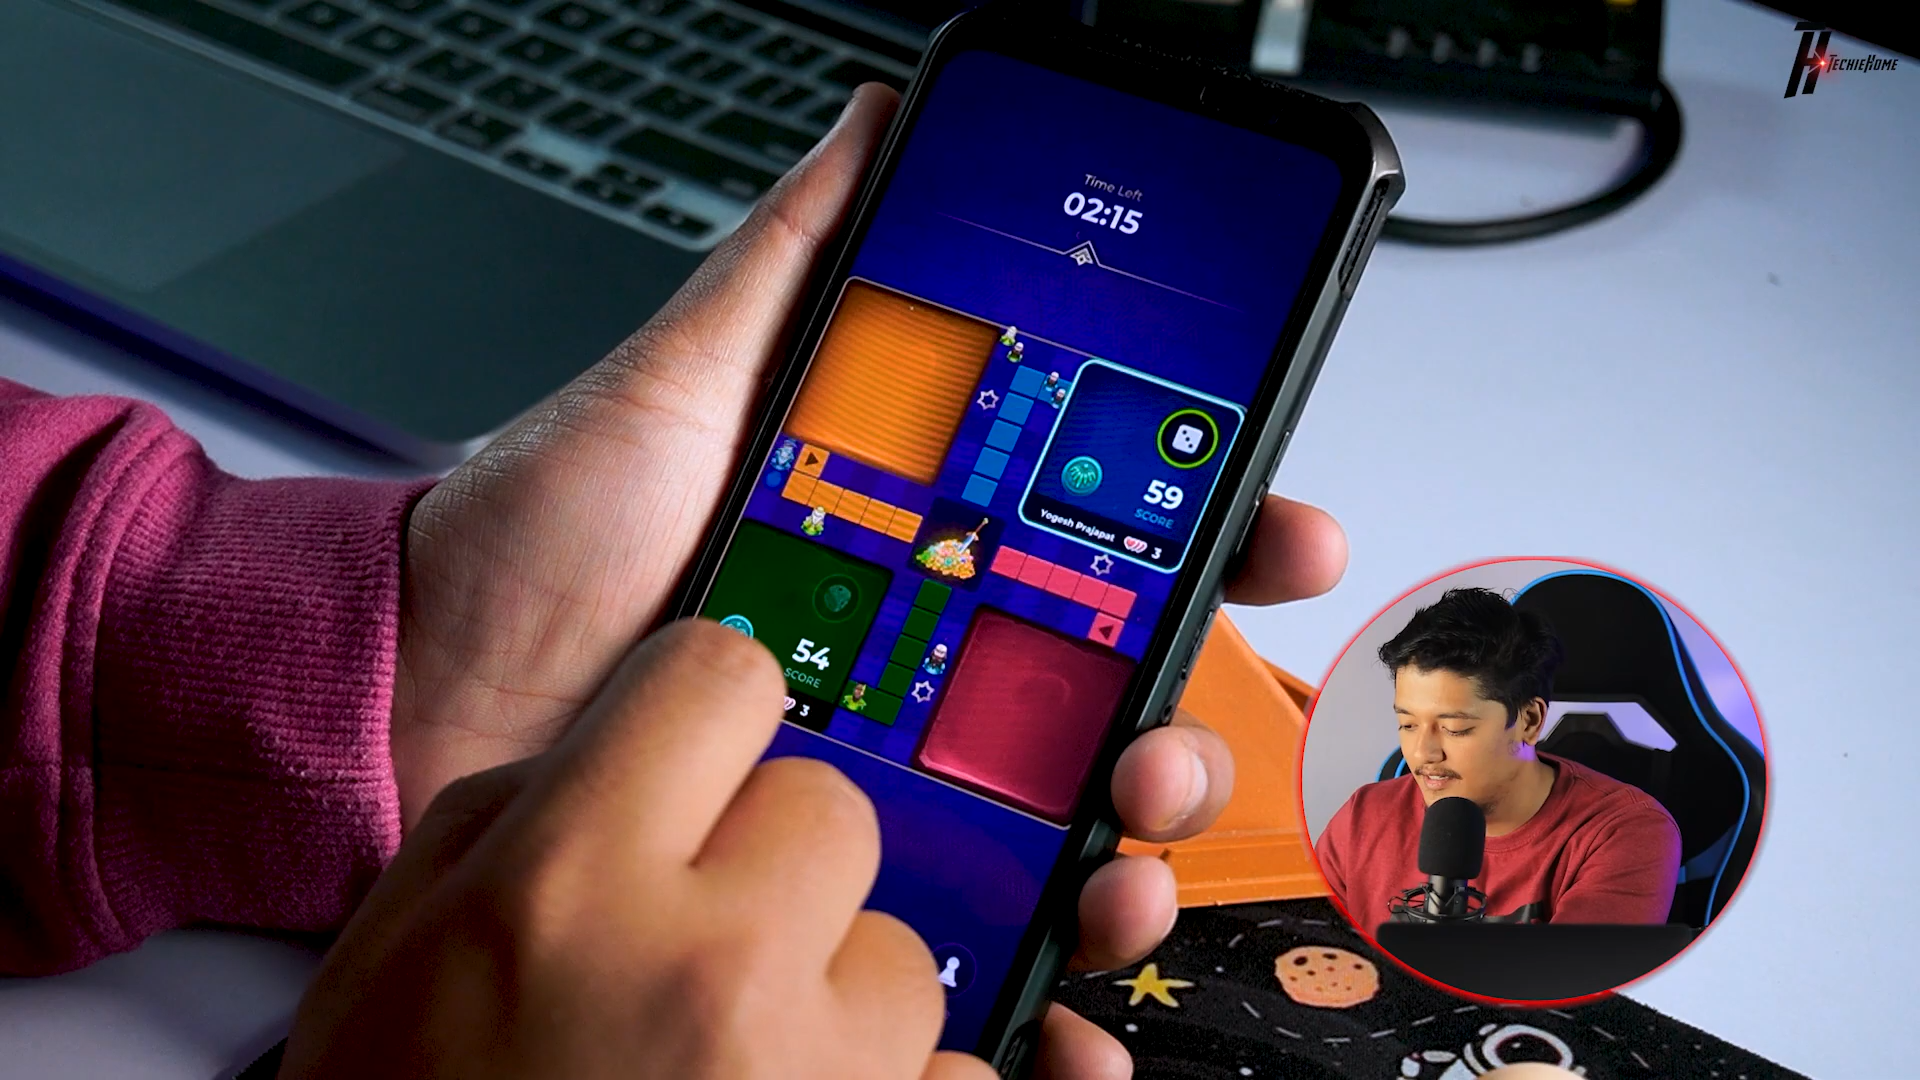 TECHIEHOME
Time Left
02:15
59
SCORE
Yogesh Prajapat
3
54
SCORE
3